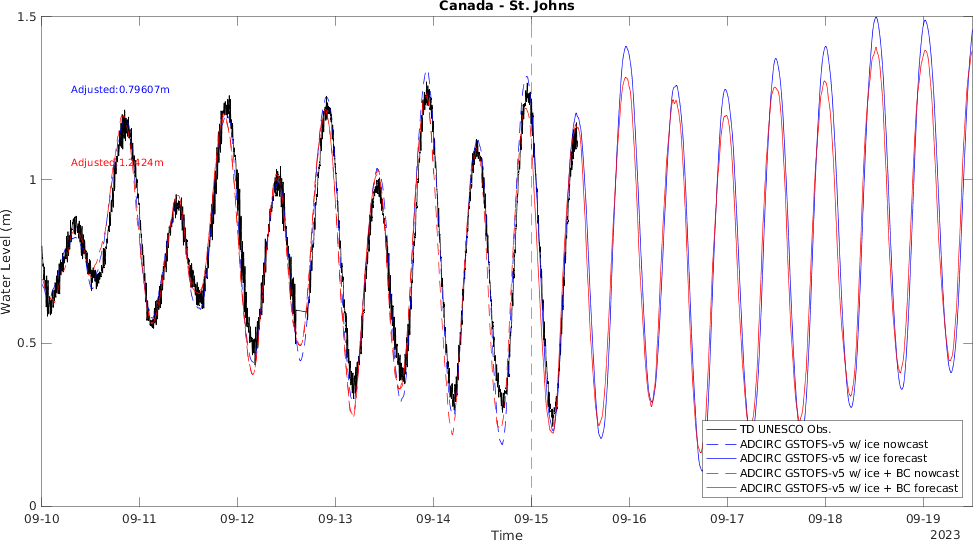 Canada - St. Johns
1.5
Adjusted:0.79607m
Adjusted:1.2424m
1
Water Level (m)
0.5
TD UNESCO Obs.
ADCIRC GSTOFS-v5 w/ ice nowcast
ADCIRC GSTOFS-v5 w/ ice forecast
ADCIRC GSTOFS-v5 w/ ice + BC nowcast
ADCIRC GSTOFS-v5 w/ ice + BC forecast
0
09-10 09-11 09-12 09-13 09-14 09-15 09-16 09-17 09-18 09-19
Time
2023